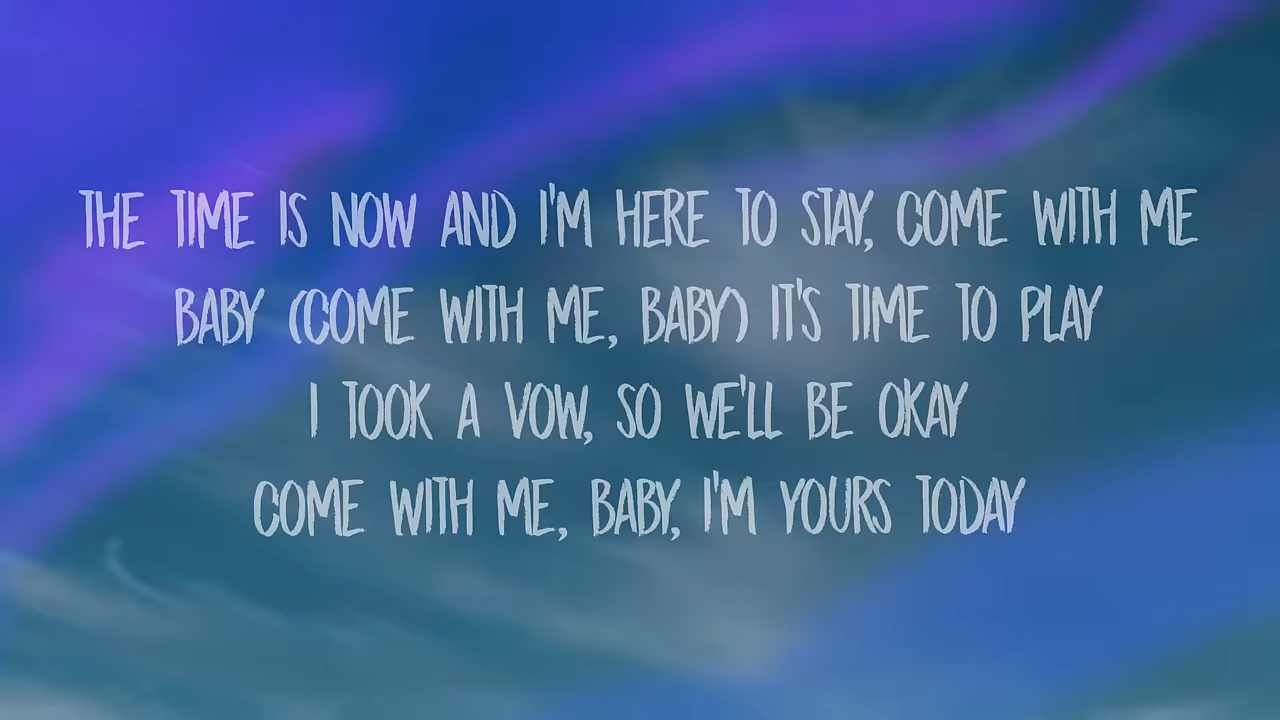 THE TIME IS NOW AND I'M HERE TO STAY, COME WITH ME
BABY (COME WITH ME, BABY) IT'S TIME TO PLAY
I TOOK A VOW, SO WE'LL BE OKAY
COME WITH ME, BABY, I'M YOURS TODAY